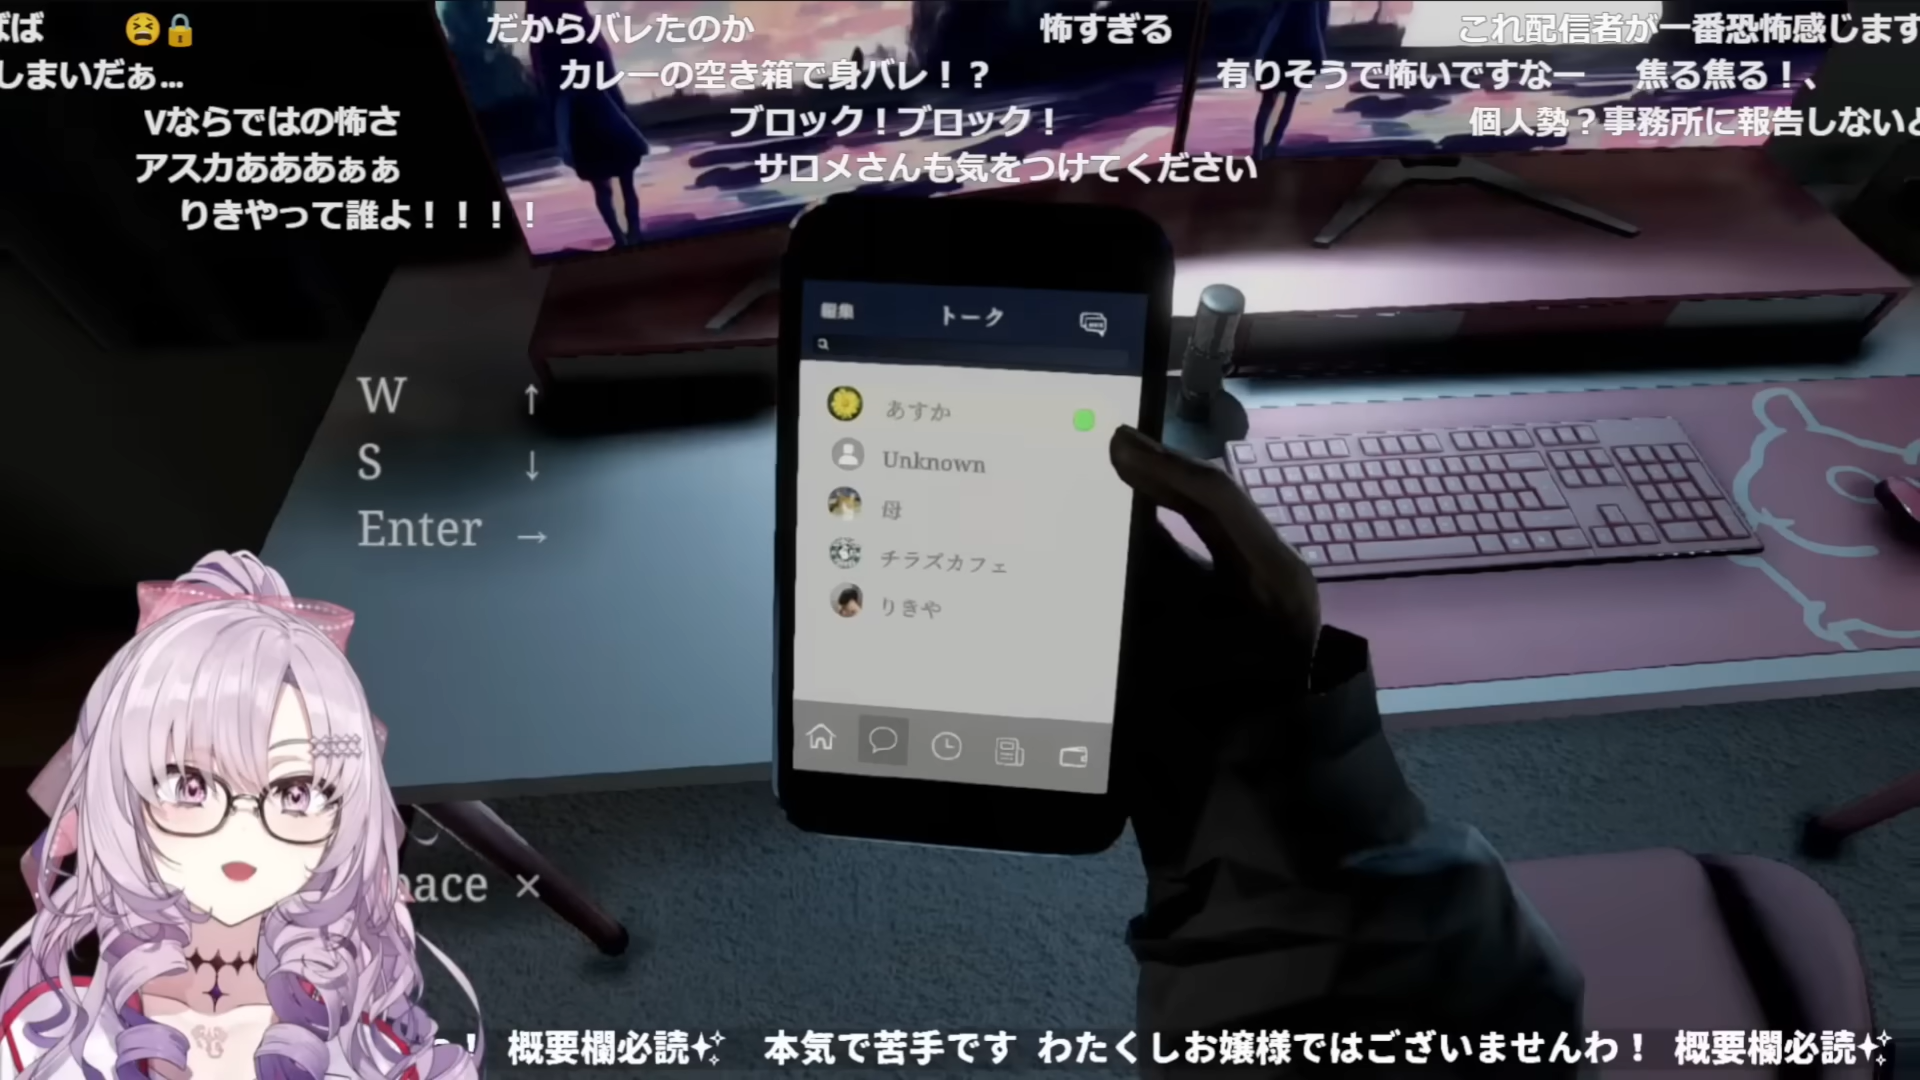 ばば 😫🔒 だからバレたのか 怖すぎる これ配信者が一番恐怖感じます
しまいだぁ... カレーの空き箱で身バレ！？ 有りそうで怖いですなー 焦る焦る！、
Vならではの怖さ ブロック！ブロック！ 個人勢？事務所に報告しないと
アスカあああぁぁ サロメさんも気をつけてください
りきやって誰よ！！！！
編集 トーク
あすか
Unknown
母
チラズカフェ
りきや
W ↑
S ↓
Enter →
pace ×
！ 概要欄必読✨ 本気で苦手です わたくしお嬢様ではございませんわ！ 概要欄必読✨